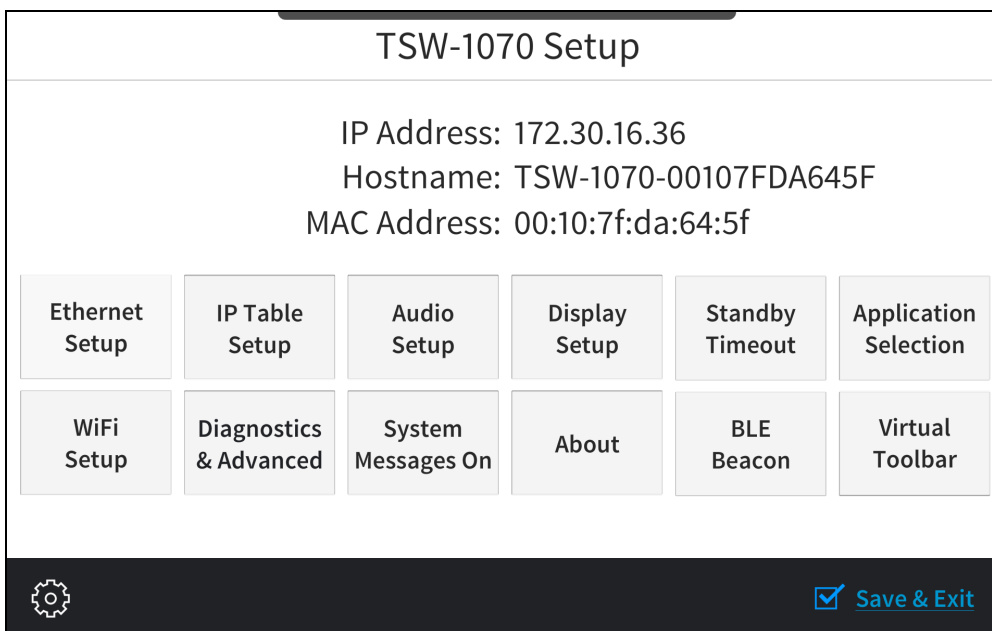 TSW-1070 Setup
IP Address: 172.30.16.36
Hostname: TSW-1070-00107FDA645F
MAC Address: 00:10:7f:da:64:5f
Ethernet
Setup
IP Table
Setup
Audio
Setup
Display
Setup
Standby
Timeout
Application
Selection
WiFi
Setup
Diagnostics
& Advanced
System
Messages On
About
BLE
Beacon
Virtual
Toolbar
Save & Exit